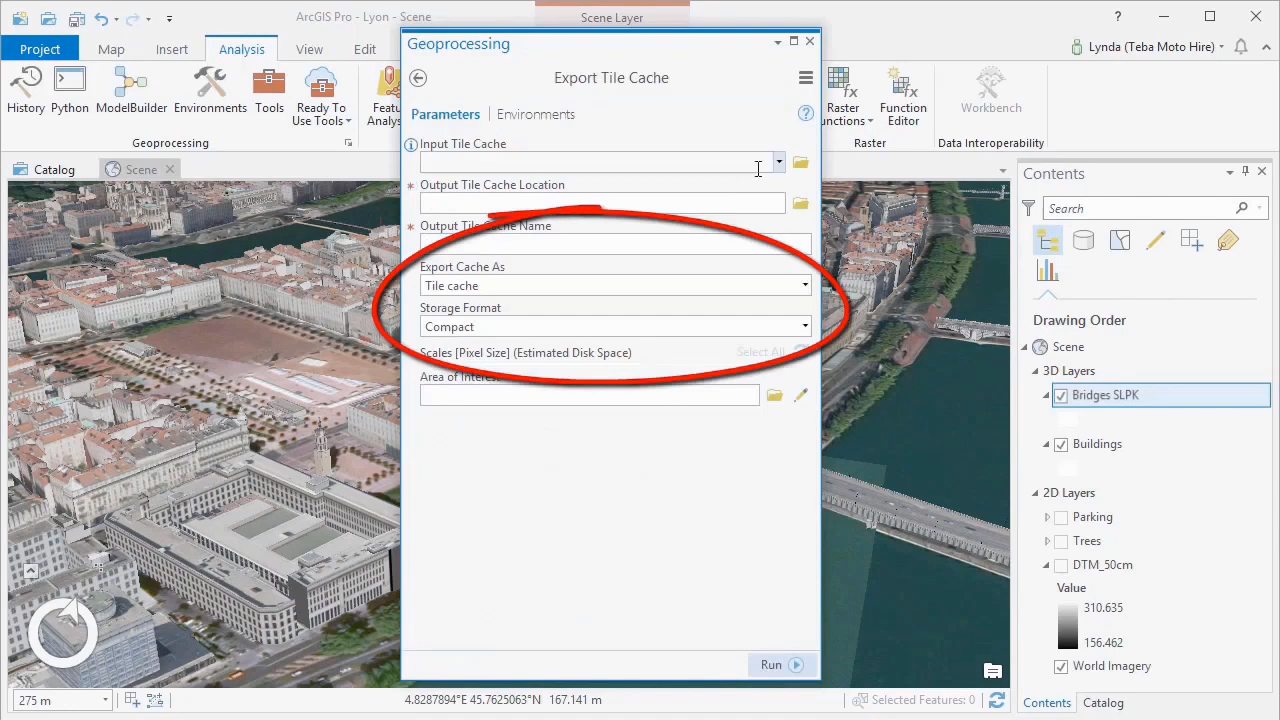 ArcGIS Pro - Lyon - Scene
Scene Layer
?
Project Map Insert Analysis View Edit
Lynda (Teba Moto Hire)
History Python ModelBuilder Environments Tools Ready To Use Tools
Geoprocessing
Raster
Function Editor
Workbench
Raster
Data Interoperability
Geoprocessing
Export Tile Cache
Parameters Environments
Input Tile Cache
* Output Tile Cache Location
* Output Tile Cache Name
Export Cache As
Tile cache
Storage Format
Compact
Scales [Pixel Size] (Estimated Disk Space) Select All
Area of Interest
Run
Catalog
Scene
Contents
Search
Drawing Order
Scene
3D Layers
Bridges SLPK
Buildings
2D Layers
Parking
Trees
DTM_50cm
Value
310.635
156.462
World Imagery
Contents Catalog
275 m
4.8287894°E 45.7625063°N 167.141 m
Selected Features: 0